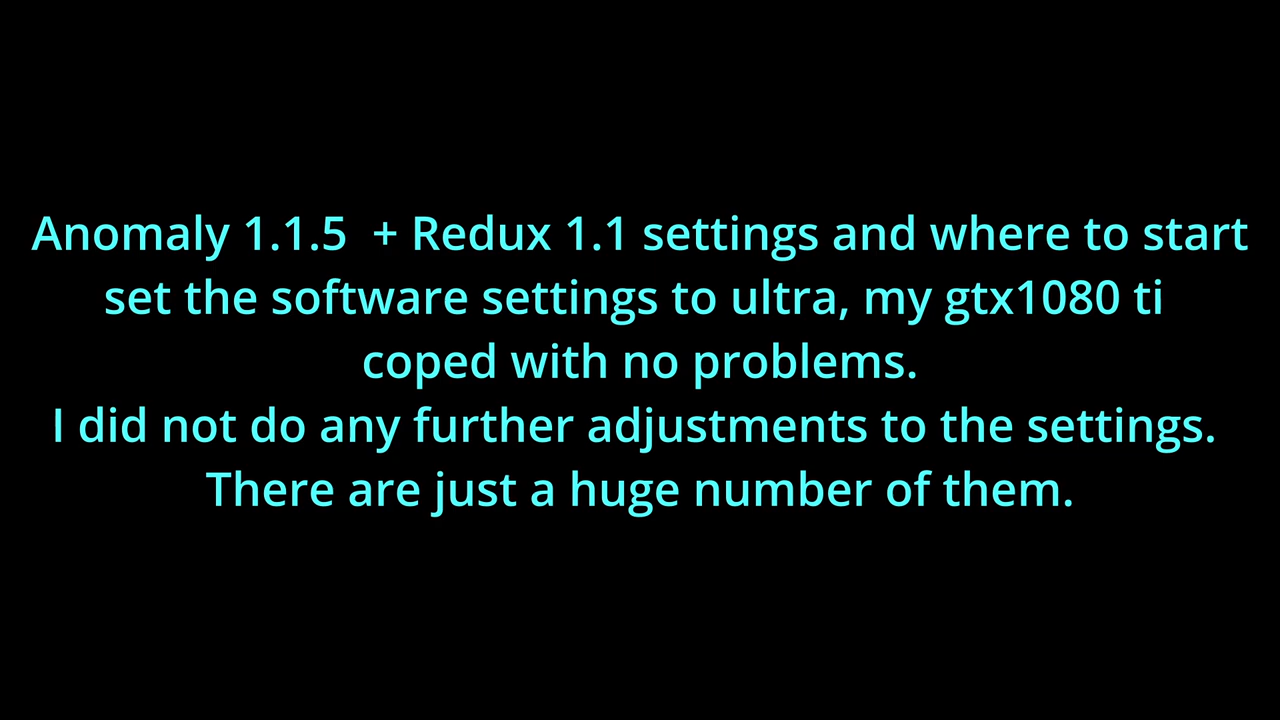 Anomaly 1.1.5  + Redux 1.1 settings and where to start
set the software settings to ultra, my gtx1080 ti
coped with no problems.
I did not do any further adjustments to the settings.
There are just a huge number of them.